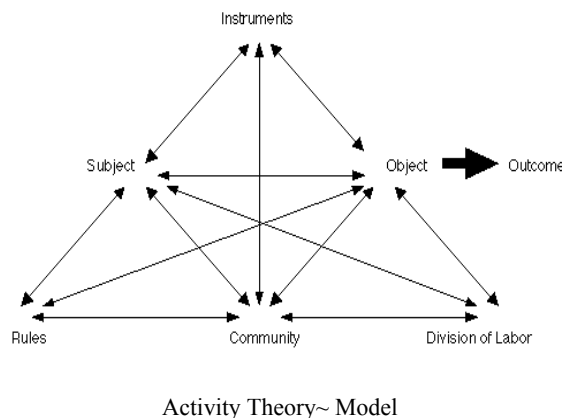 Instruments
Subject Object Outcome
Rules Community Division of Labor
Activity Theory~ Model